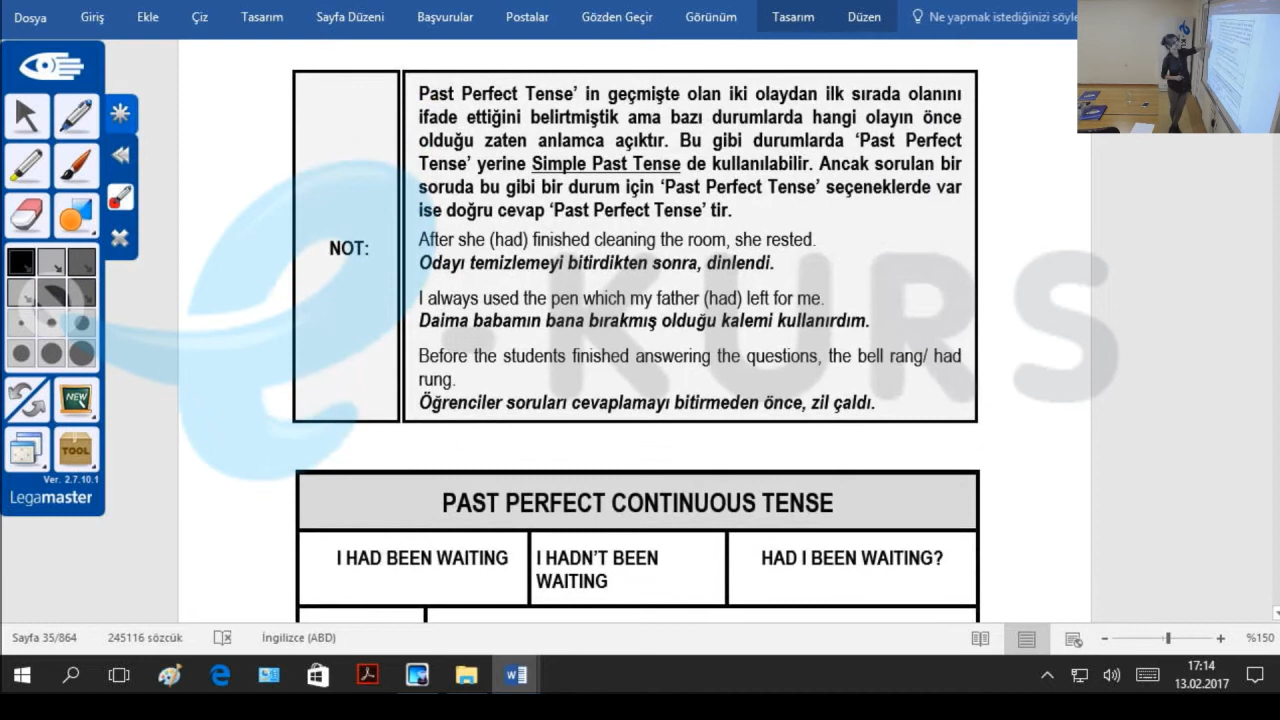 Dosya Giriş Ekle Çiz Tasarım Sayfa Düzeni Başvurular Postalar Gözden Geçir Görünüm Tasarım Düzen Ne yapmak istediğinizi söyle
NOT:
Past Perfect Tense' in geçmişte olan iki olaydan ilk sırada olanını
ifade ettiğini belirtmiştik ama bazı durumlarda hangi olayın önce
olduğu zaten anlamca açıktır. Bu gibi durumlarda 'Past Perfect
Tense' yerine Simple Past Tense de kullanılabilir. Ancak sorulan bir
soruda bu gibi bir durum için 'Past Perfect Tense' seçeneklerde var
ise doğru cevap 'Past Perfect Tense' tir.
After she (had) finished cleaning the room, she rested.
Odayı temizlemeyi bitirdikten sonra, dinlendi.
I always used the pen which my father (had) left for me.
Daima babamın bana bırakmış olduğu kalemi kullanırdım.
Before the students finished answering the questions, the bell rang/ had
rung.
Öğrenciler soruları cevaplamayı bitirmeden önce, zil çaldı.
e-KURS
PAST PERFECT CONTINUOUS TENSE
I HAD BEEN WAITING
I HADN'T BEEN
WAITING
HAD I BEEN WAITING?
NEW
TOOL
Ver. 2.7.10.1
Legamaster
Sayfa 35/864 245116 sözcük İngilizce (ABD) %150
17:14
13.02.2017